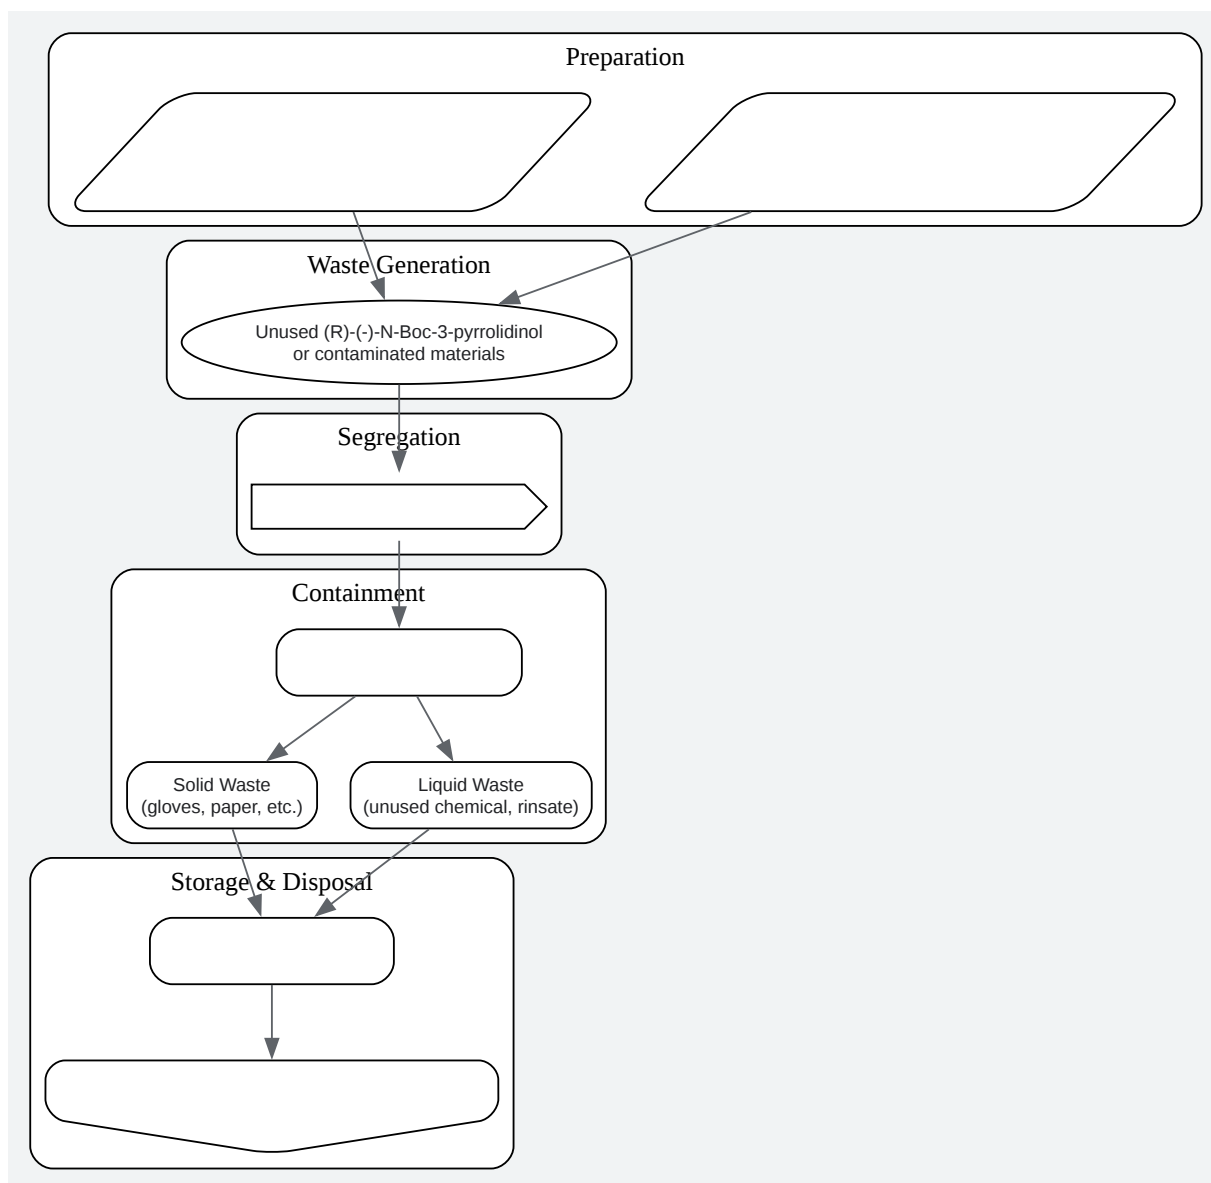 Preparation
Waste Generation
Unused (R)-(-)-N-Boc-3-pyrrolidinol
or contaminated materials
Segregation
Containment
Solid Waste
(gloves, paper, etc.)
Liquid Waste
(unused chemical, rinsate)
Storage & Disposal